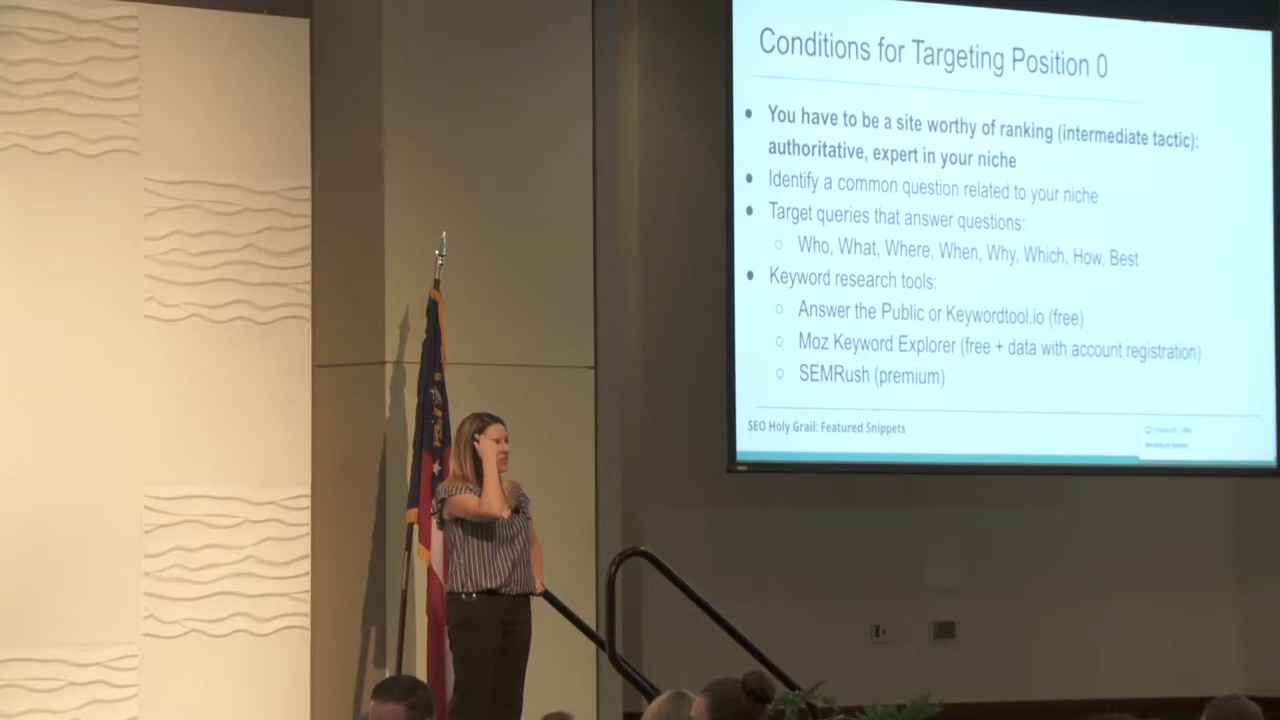 Conditions for Targeting Position 0
● You have to be a site worthy of ranking (intermediate tactic):
authoritative, expert in your niche
● Identify a common question related to your niche
● Target queries that answer questions:
○ Who, What, Where, When, Why, Which, How, Best
● Keyword research tools:
○ Answer the Public or Keywordtool.io (free)
○ Moz Keyword Explorer (free + data with account registration)
○ SEMRush (premium)
SEO Holy Grail: Featured Snippets